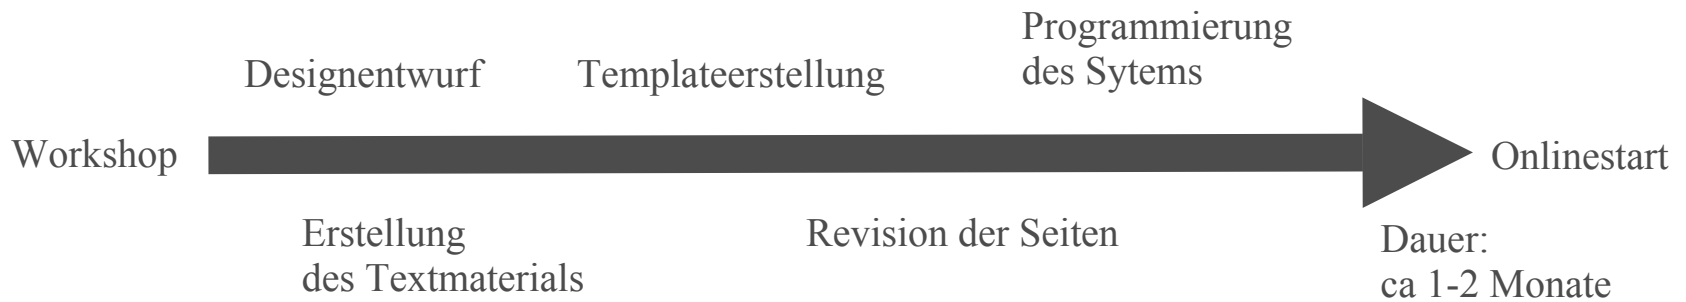 Programmierung
des Sytems
Designentwurf
Templateerstellung
Workshop
Onlinestart
Erstellung
des Textmaterials
Revision der Seiten
Dauer:
ca 1-2 Monate